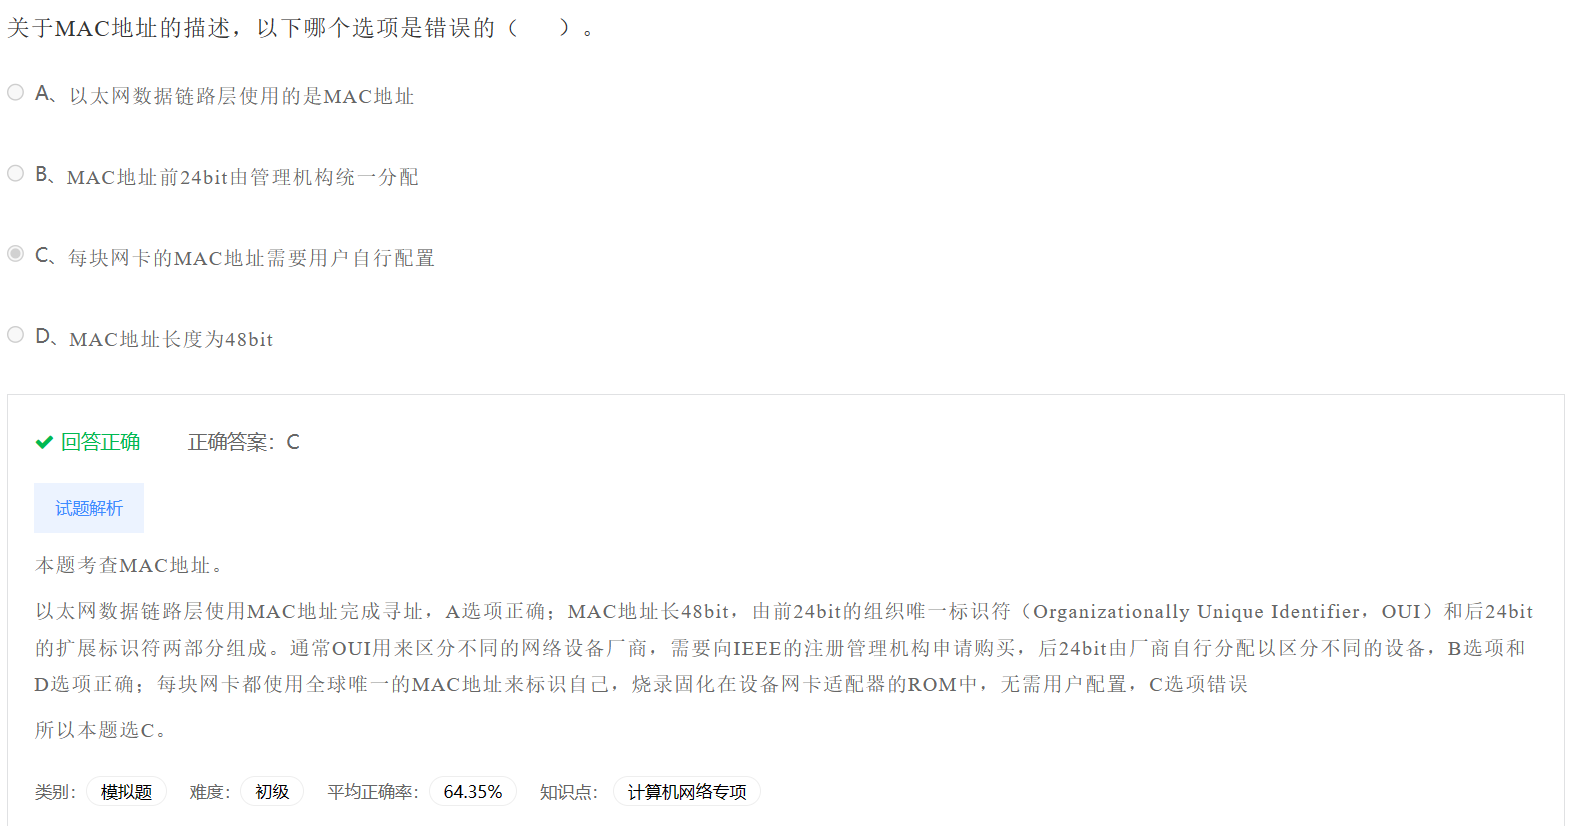 关于MAC地址的描述，以下哪个选项是错误的（　　）。
A、以太网数据链路层使用的是MAC地址
B、MAC地址前24bit由管理机构统一分配
C、每块网卡的MAC地址需要用户自行配置
D、MAC地址长度为48bit
回答正确 正确答案：C
试题解析
本题考查MAC地址。
以太网数据链路层使用MAC地址完成寻址，A选项正确；MAC地址长48bit，由前24bit的组织唯一标识符（Organizationally Unique Identifier，OUI）和后24bit
的扩展标识符两部分组成。通常OUI用来区分不同的网络设备厂商，需要向IEEE的注册管理机构申请购买，后24bit由厂商自行分配以区分不同的设备，B选项和
D选项正确；每块网卡都使用全球唯一的MAC地址来标识自己，烧录固化在设备网卡适配器的ROM中，无需用户配置，C选项错误
所以本题选C。
类别： 模拟题 难度： 初级 平均正确率： 64.35% 知识点： 计算机网络专项